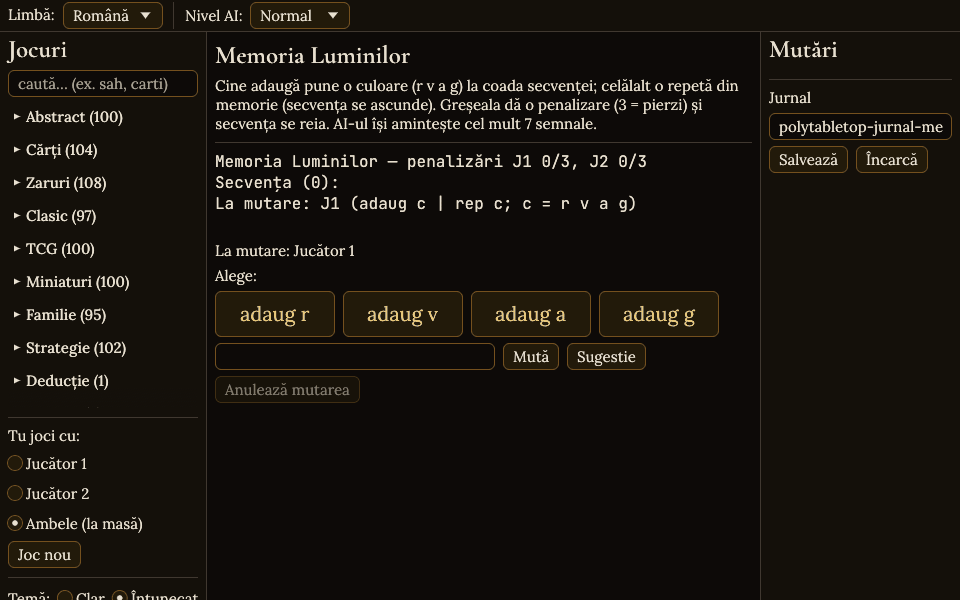 Limbă: Română Nivel AI: Normal
Jocuri
caută... (ex. sah, carti)
Abstract (100)
Cărți (104)
Zaruri (108)
Clasic (97)
TCG (100)
Miniaturi (100)
Familie (95)
Strategie (102)
Deducție (1)
Tu joci cu:
Jucător 1
Jucător 2
Ambele (la masă)
Joc nou
Temă: Clar Întunecat
Memoria Luminilor
Cine adaugă pune o culoare (r v a g) la coada secvenței; celălalt o repetă din
memorie (secvența se ascunde). Greșeala dă o penalizare (3 = pierzi) și
secvența se reia. AI-ul își amintește cel mult 7 semnale.
Memoria Luminilor — penalizări J1 0/3, J2 0/3
Secvența (0):
La mutare: J1 (adaug c | rep c; c = r v a g)
La mutare: Jucător 1
Alege:
adaug r adaug v adaug a adaug g
Mută Sugestie
Anulează mutarea
Mutări
Jurnal
polytabletop-jurnal-me
Salvează Încarcă